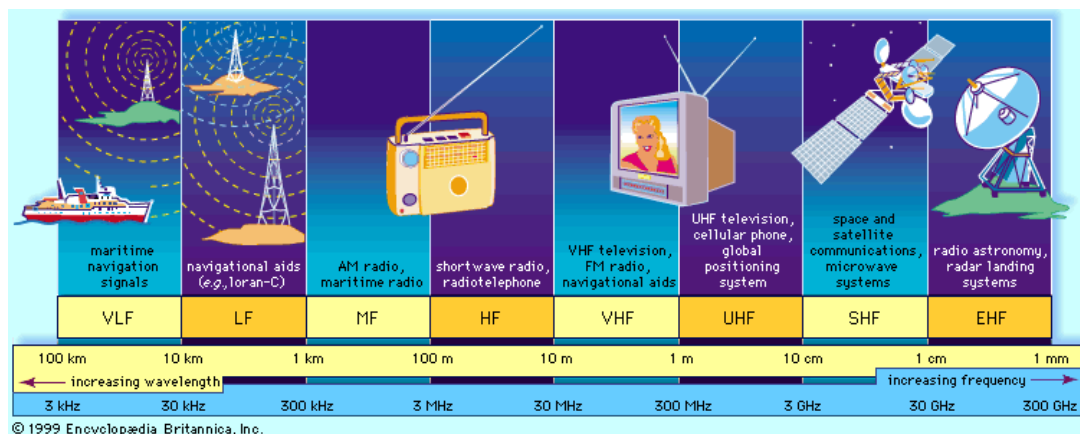 maritime
navigation
signals
navigational aids
(e.g., loran-C)
AM radio,
maritime radio
shortwave radio,
radiotelephone
VHF television,
FM radio,
navigational aids
UHF television,
cellular phone,
global
positioning
system
space and
satellite
communications,
microwave
systems
radio astronomy,
radar landing
systems
VLF LF MF HF VHF UHF SHF EHF
100 km 10 km 1 km 100 m 10 m 1 m 10 cm 1 cm 1 mm
increasing wavelength increasing frequency
3 kHz 30 kHz 300 kHz 3 MHz 30 MHz 300 MHz 3 GHz 30 GHz 300 GHz
© 1999 Encyclopædia Britannica, Inc.